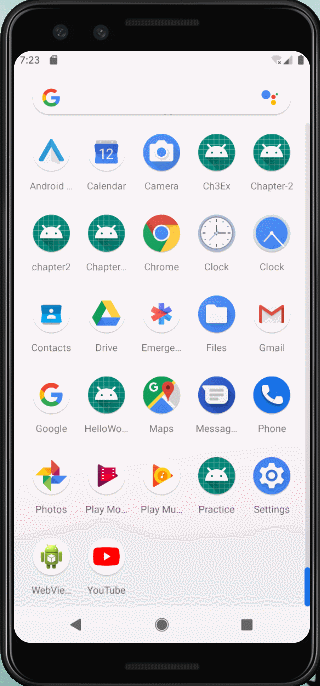 7:23
Android ...
Calendar
12
Camera
Ch3Ex
Chapter-2
chapter2
Chapter...
Chrome
Clock
Clock
Contacts
Drive
Emerge...
Files
Gmail
Google
HelloWo...
Maps
Messag...
Phone
Photos
Play Mo...
Play Mu...
Practice
Settings
WebVie...
YouTube